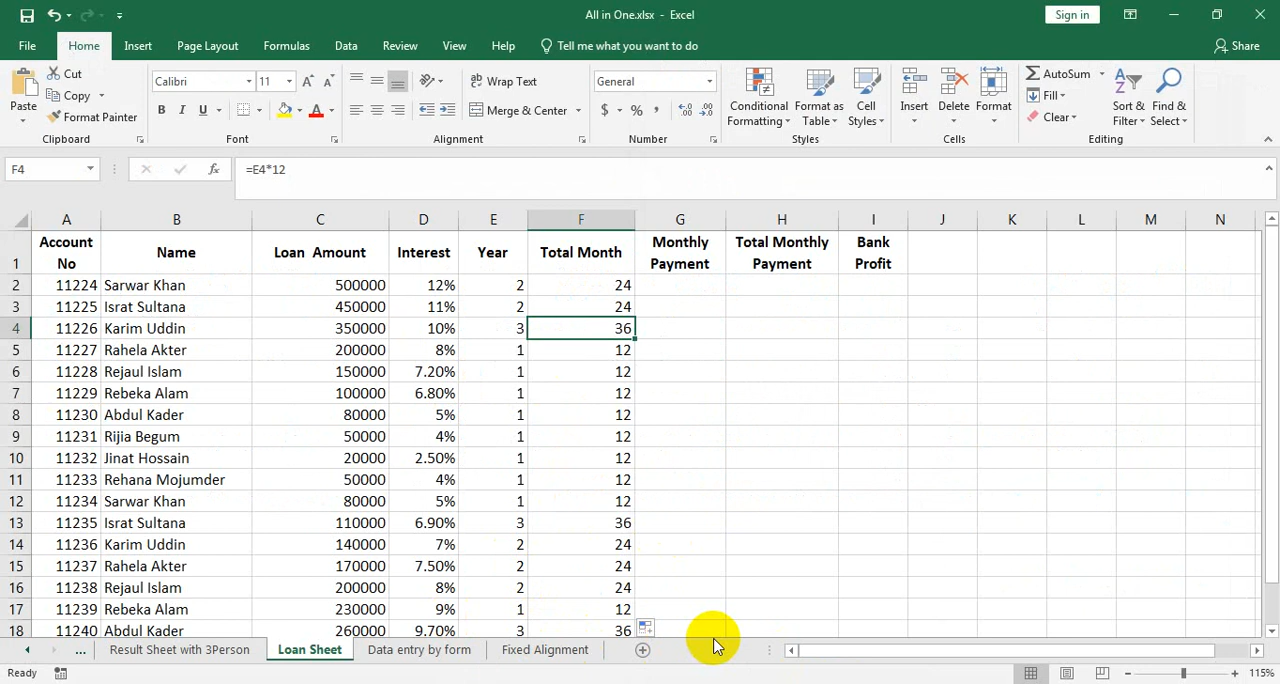 All in One.xlsx - Excel
Sign in
File Home Insert Page Layout Formulas Data Review View Help Tell me what you want to do Share
Paste Cut Copy Format Painter Clipboard
Calibri 11 B I U A Font
Wrap Text Merge & Center Alignment
General $ % , Number
Conditional Formatting Format as Table Cell Styles Styles
Insert Delete Format Cells
AutoSum Fill Clear Sort & Filter Find & Select Editing
F4 fx =E4*12
A B C D E F G H I J K L M N
1 Account No Name Loan Amount Interest Year Total Month Monthly Payment Total Monthly Payment Bank Profit
2 11224 Sarwar Khan 500000 12% 2 24
3 11225 Israt Sultana 450000 11% 2 24
4 11226 Karim Uddin 350000 10% 3 36
5 11227 Rahela Akter 200000 8% 1 12
6 11228 Rejaul Islam 150000 7.20% 1 12
7 11229 Rebeka Alam 100000 6.80% 1 12
8 11230 Abdul Kader 80000 5% 1 12
9 11231 Rijia Begum 50000 4% 1 12
10 11232 Jinat Hossain 20000 2.50% 1 12
11 11233 Rehana Mojumder 50000 4% 1 12
12 11234 Sarwar Khan 80000 5% 1 12
13 11235 Israt Sultana 110000 6.90% 3 36
14 11236 Karim Uddin 140000 7% 2 24
15 11237 Rahela Akter 170000 7.50% 2 24
16 11238 Rejaul Islam 200000 8% 2 24
17 11239 Rebeka Alam 230000 9% 1 12
18 11240 Abdul Kader 260000 9.70% 3 36
... Result Sheet with 3Person Loan Sheet Data entry by form Fixed Alignment
Ready 115%